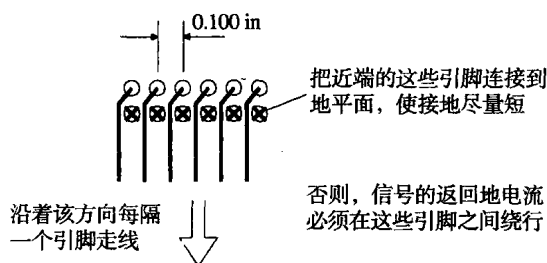 0.100 in
把近端的这些引脚连接到
地平面，使接地尽量短
沿着该方向每隔
一个引脚走线
否则，信号的返回地电流
必须在这些引脚之间绕行